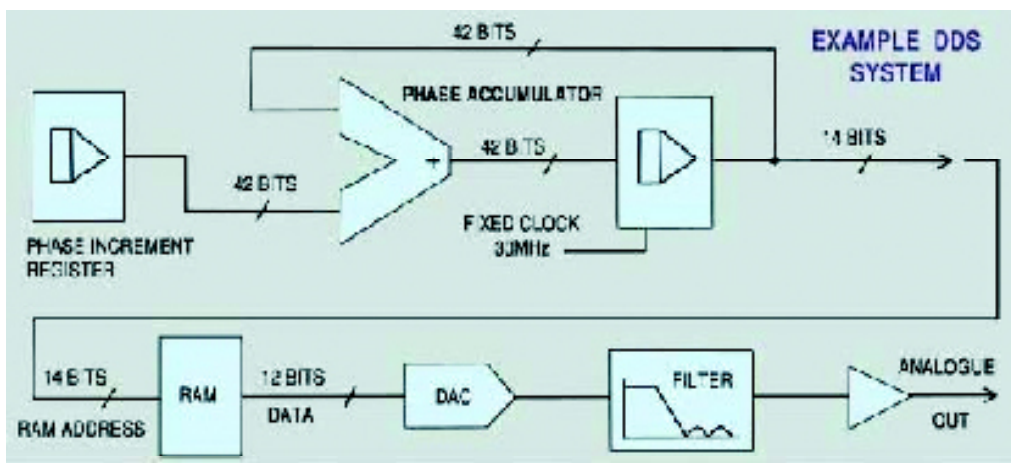 42 BITS
EXAMPLE DDS
SYSTEM
PHASE ACCUMULATOR
42 BITS
42 BITS
14 BITS
PHASE INCREMENT
REGISTER
FIXED CLOCK
30MHz
+
14 BITS
RAM ADDRESS
RAM
12 BITS
DATA
DAC
FILTER
ANALOGUE
OUT